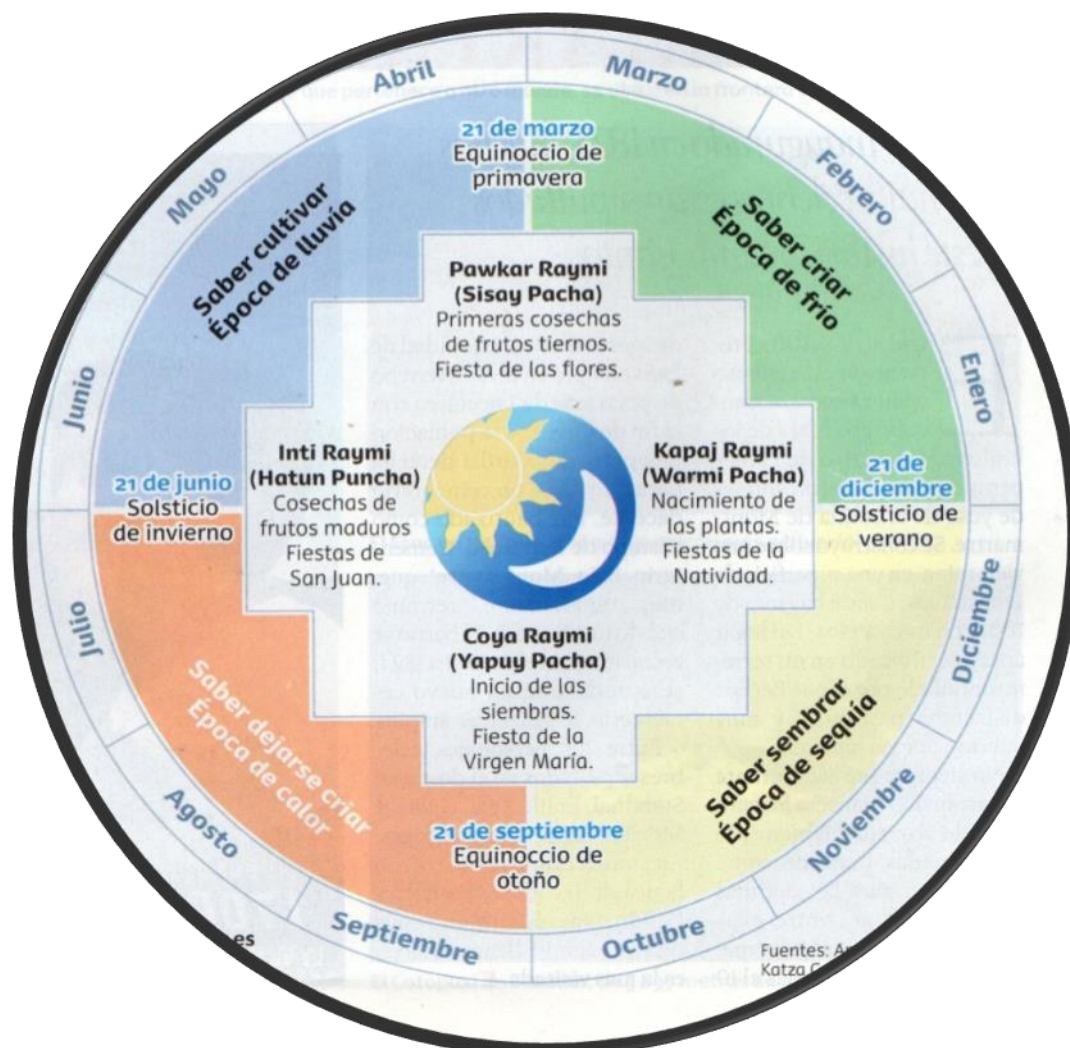 Abril
Marzo
Mayo
Febrero
Junio
Enero
Julio
Diciembre
Agosto
Noviembre
Septiembre
Octubre
21 de marzo
Equinoccio de
primavera
Saber cultivar
Época de lluvia
Saber criar
Época de frío
Pawkar Raymi
(Sisay Pacha)
Primeras cosechas
de frutos tiernos.
Fiesta de las flores.
21 de junio
Solsticio
de invierno
Inti Raymi
(Hatun Puncha)
Cosechas de
frutos maduros
Fiestas de
San Juan.
Kapaj Raymi
(Warmi Pacha)
Nacimiento de
las plantas.
Fiestas de la
Natividad.
21 de
diciembre
Solsticio de
verano
Coya Raymi
(Yapuy Pacha)
Inicio de las
siembras.
Fiesta de la
Virgen María.
Saber dejarse criar
Época de calor
Saber sembrar
Época de sequía
21 de septiembre
Equinoccio de
otoño
Fuentes:
Katza